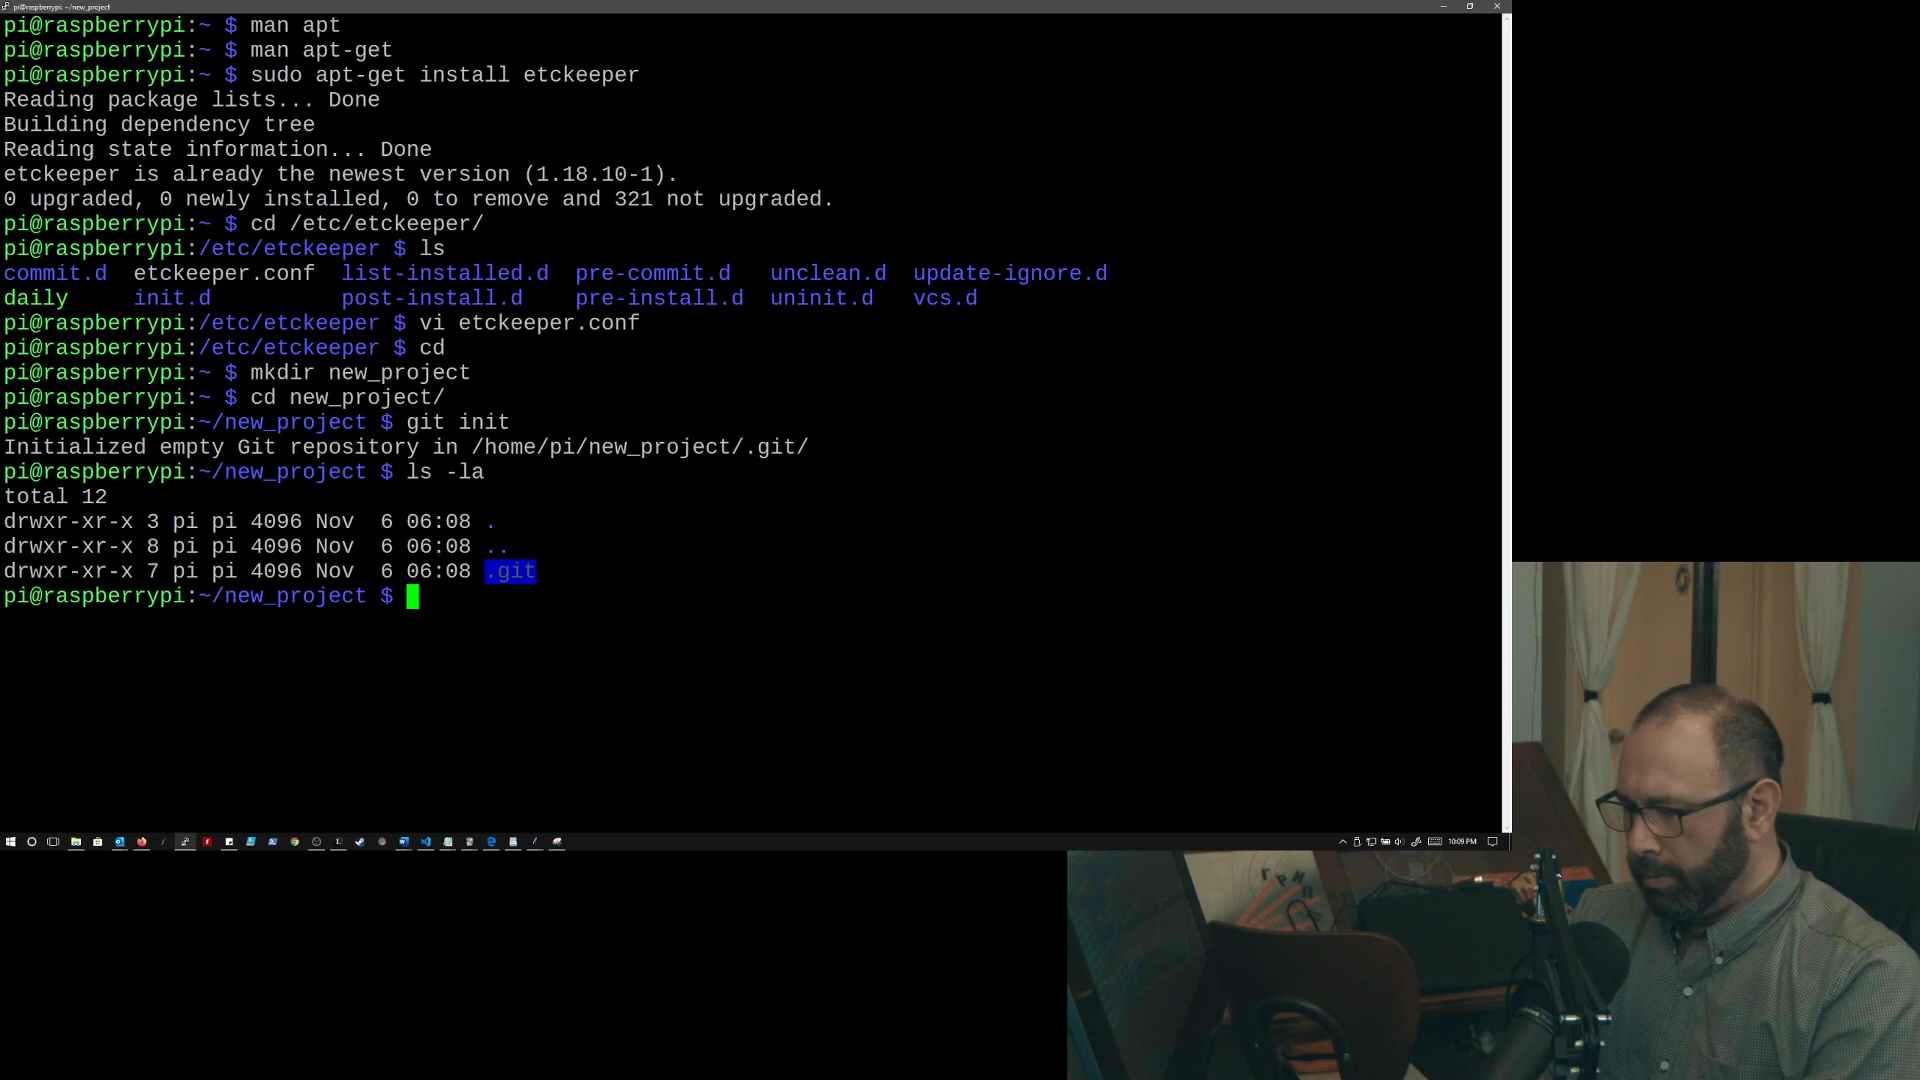 pi@raspberrypi: ~/new_project
pi@raspberrypi:~ $ man apt
pi@raspberrypi:~ $ man apt-get
pi@raspberrypi:~ $ sudo apt-get install etckeeper
Reading package lists... Done
Building dependency tree
Reading state information... Done
etckeeper is already the newest version (1.18.10-1).
0 upgraded, 0 newly installed, 0 to remove and 321 not upgraded.
pi@raspberrypi:~ $ cd /etc/etckeeper/
pi@raspberrypi:/etc/etckeeper $ ls
commit.d  etckeeper.conf  list-installed.d  pre-commit.d  unclean.d  update-ignore.d
daily  init.d  post-install.d  pre-install.d  uninit.d  vcs.d
pi@raspberrypi:/etc/etckeeper $ vi etckeeper.conf
pi@raspberrypi:/etc/etckeeper $ cd
pi@raspberrypi:~ $ mkdir new_project
pi@raspberrypi:~ $ cd new_project/
pi@raspberrypi:~/new_project $ git init
Initialized empty Git repository in /home/pi/new_project/.git/
pi@raspberrypi:~/new_project $ ls -la
total 12
drwxr-xr-x 3 pi pi 4096 Nov  6 06:08 .
drwxr-xr-x 8 pi pi 4096 Nov  6 06:08 ..
drwxr-xr-x 7 pi pi 4096 Nov  6 06:08 .git
pi@raspberrypi:~/new_project $
10:09 PM
ГРИП